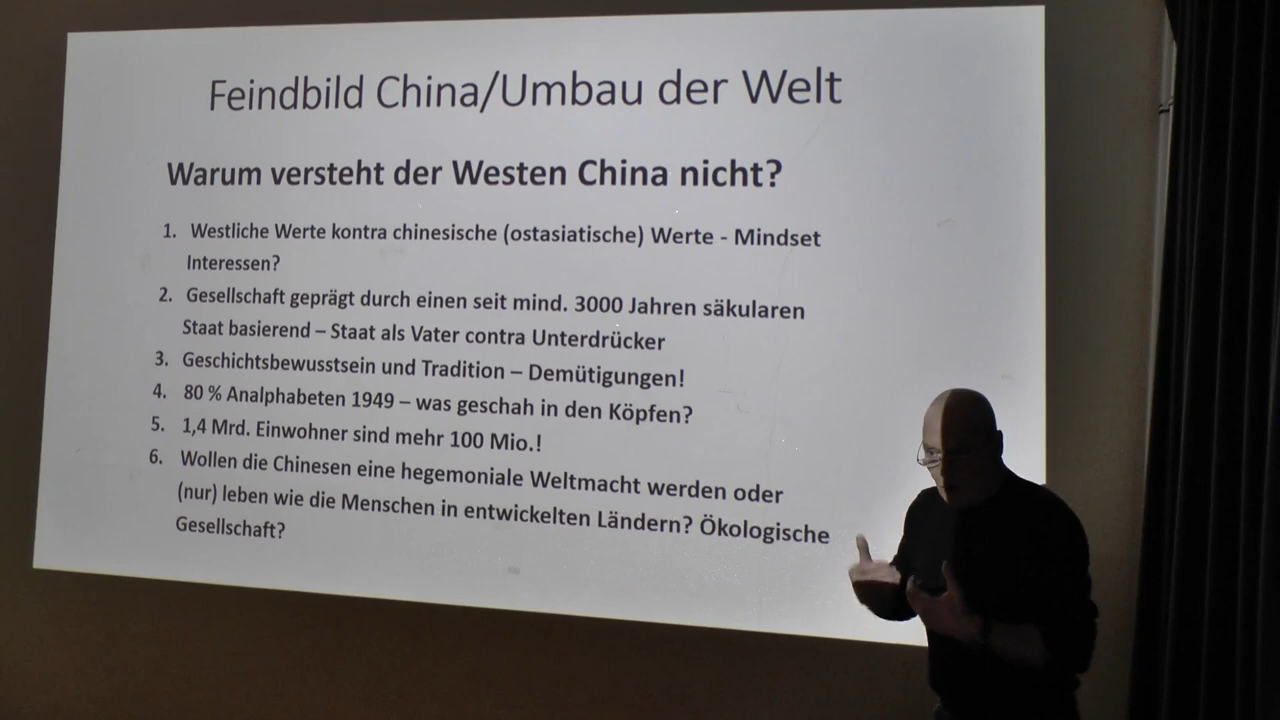 Feindbild China/Umbau der Welt
Warum versteht der Westen China nicht?
1. Westliche Werte kontra chinesische (ostasiatische) Werte - Mindset
Interessen?
2. Gesellschaft geprägt durch einen seit mind. 3000 Jahren säkularen
Staat basierend – Staat als Vater contra Unterdrücker
3. Geschichtsbewusstsein und Tradition – Demütigungen!
4. 80 % Analphabeten 1949 – was geschah in den Köpfen?
5. 1,4 Mrd. Einwohner sind mehr 100 Mio.!
6. Wollen die Chinesen eine hegemoniale Weltmacht werden oder
(nur) leben wie die Menschen in entwickelten Ländern? Ökologische
Gesellschaft?